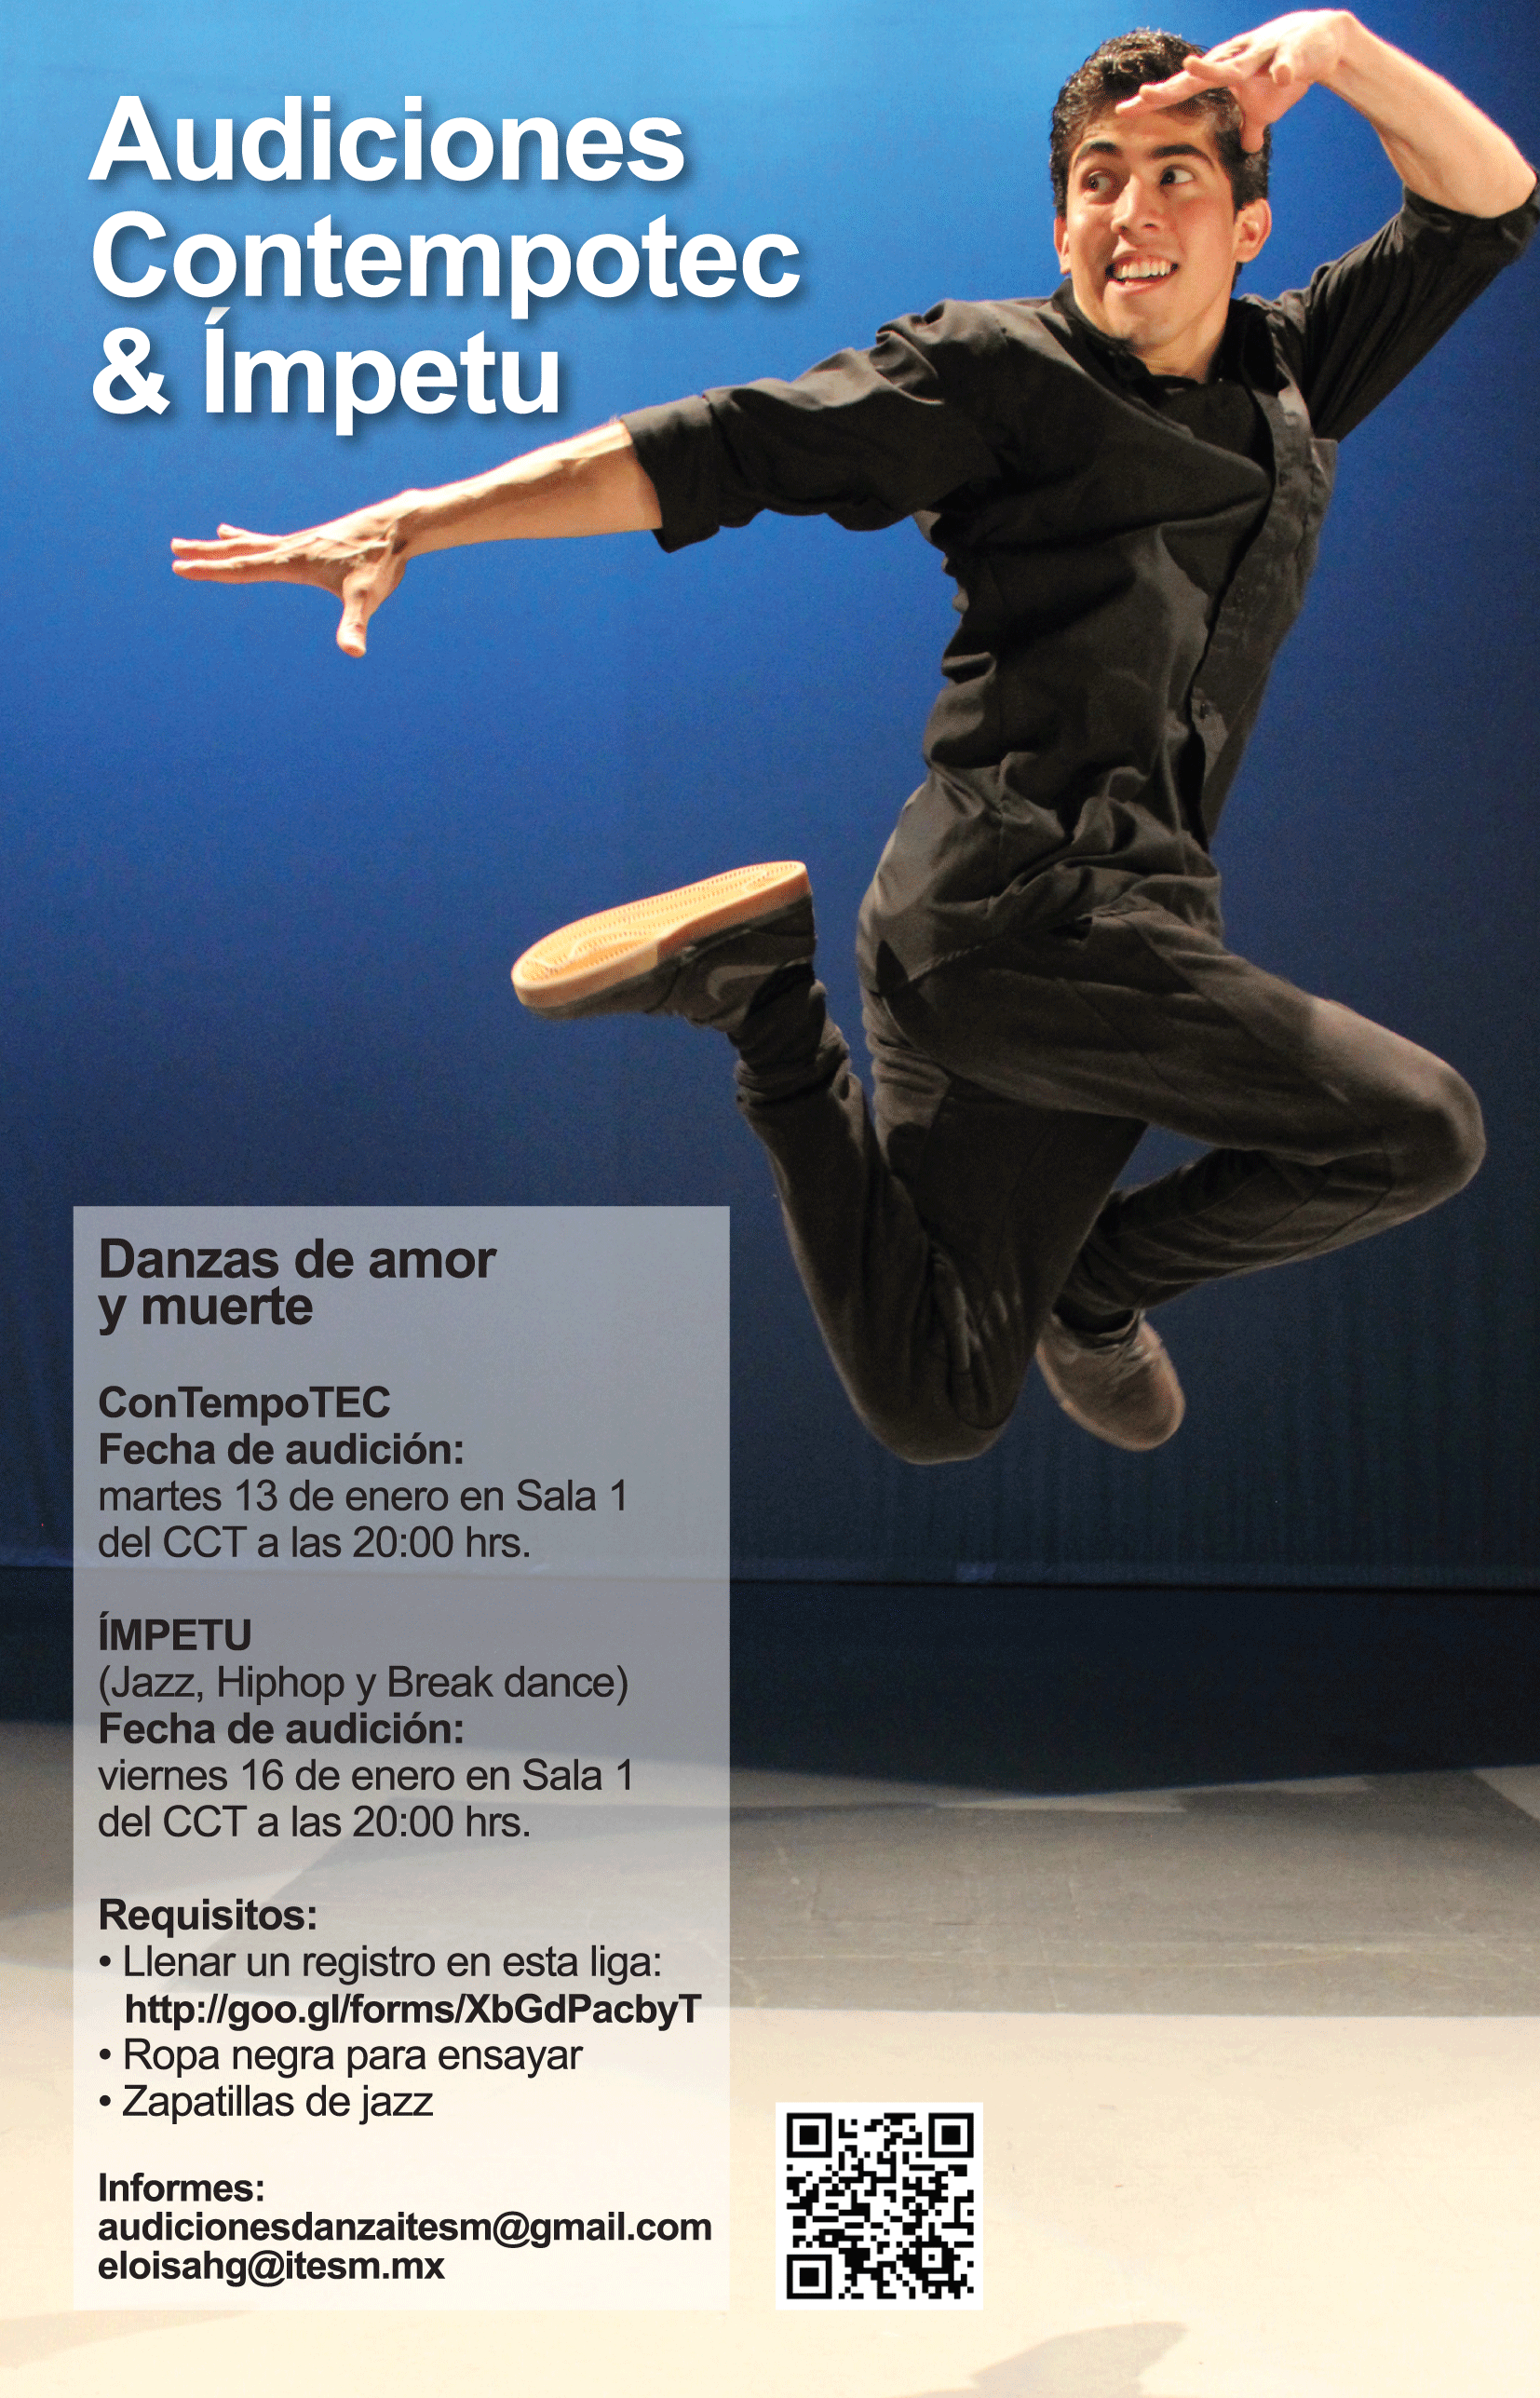 Audiciones
Contempotec
& Ímpetu
Danzas de amor
y muerte
ConTempoTEC
Fecha de audición:
martes 13 de enero en Sala 1
del CCT a las 20:00 hrs.
ÍMPETU
(Jazz, Hiphop y Break dance)
Fecha de audición:
viernes 16 de enero en Sala 1
del CCT a las 20:00 hrs.
Requisitos:
• Llenar un registro en esta liga:
http://goo.gl/forms/XbGdPacbyT
• Ropa negra para ensayar
• Zapatillas de jazz
Informes:
audicionesdanzaitesm@gmail.com
eloisahg@itesm.mx